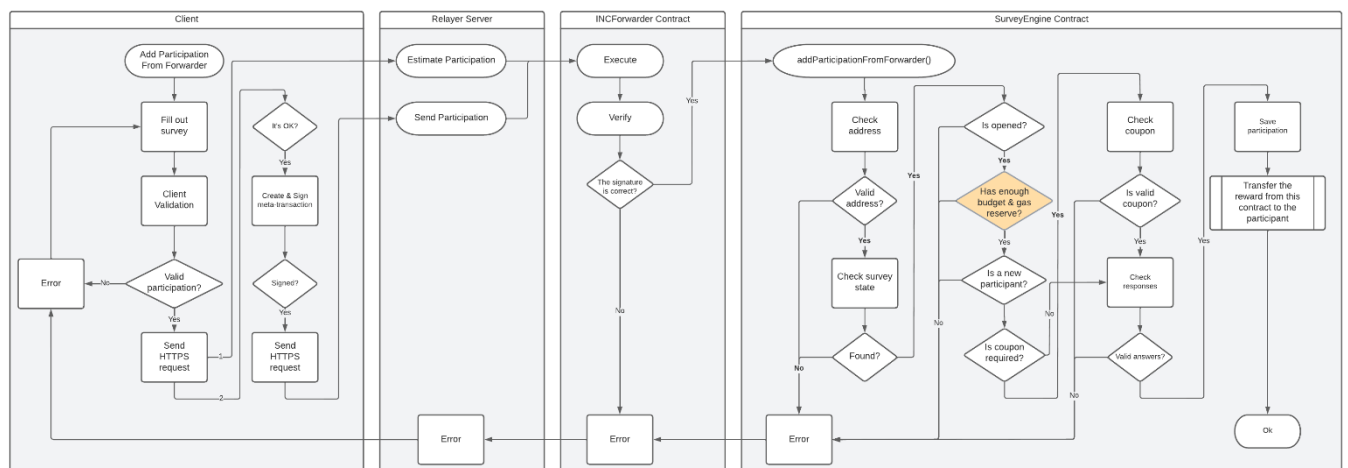 Client
Relayer Server
INCForwarder Contract
SurveyEngine Contract
Add Participation
From Forwarder
Fill out
survey
Client
Validation
Valid
participation?
No
Error
Yes
Send
HTTPS
request
1
2
It's OK?
Yes
Create & Sign
meta-transaction
Signed?
Yes
Send
HTTPS
request
Estimate Participation
Send Participation
Error
Execute
Verify
The signature
is correct?
Yes
No
Error
addParticipationFromForwarder()
Check
address
Valid
address?
Yes
Check survey
state
Found?
Yes
No
Error
Is opened?
Yes
Has enough
budget & gas
reserve?
Yes
Is a new
participant?
No
Is coupon
required?
No
Yes
Check
coupon
Is valid
coupon?
Yes
Check
responses
Valid answers?
No
Yes
Save
participation
Transfer the
reward from this
contract to the
participant
Ok